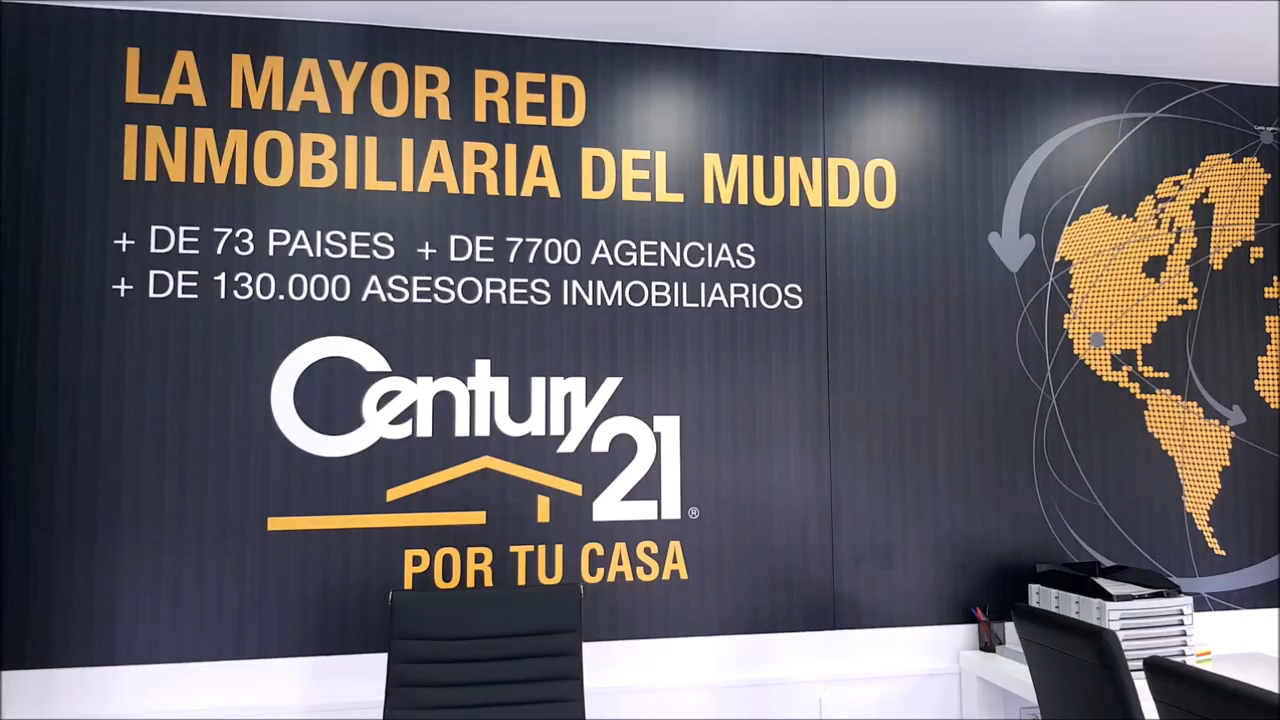 LA MAYOR RED
INMOBILIARIA DEL MUNDO
+ DE 73 PAISES + DE 7700 AGENCIAS
+ DE 130.000 ASESORES INMOBILIARIOS
Century
21®
POR TU CASA